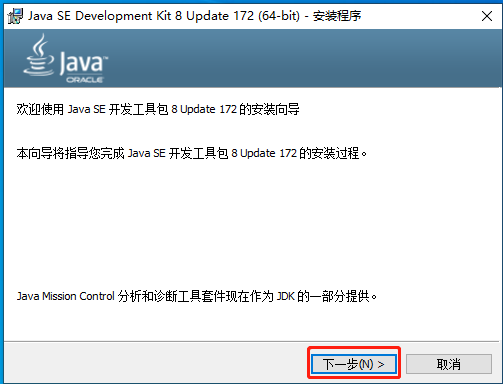 Java SE Development Kit 8 Update 172 (64-bit) - 安装程序
Java™
ORACLE
欢迎使用 Java SE 开发工具包 8 Update 172 的安装向导
本向导将指导您完成 Java SE 开发工具包 8 Update 172 的安装过程。
Java Mission Control 分析和诊断工具套件现在作为 JDK 的一部分提供。
下一步(N) >
取消